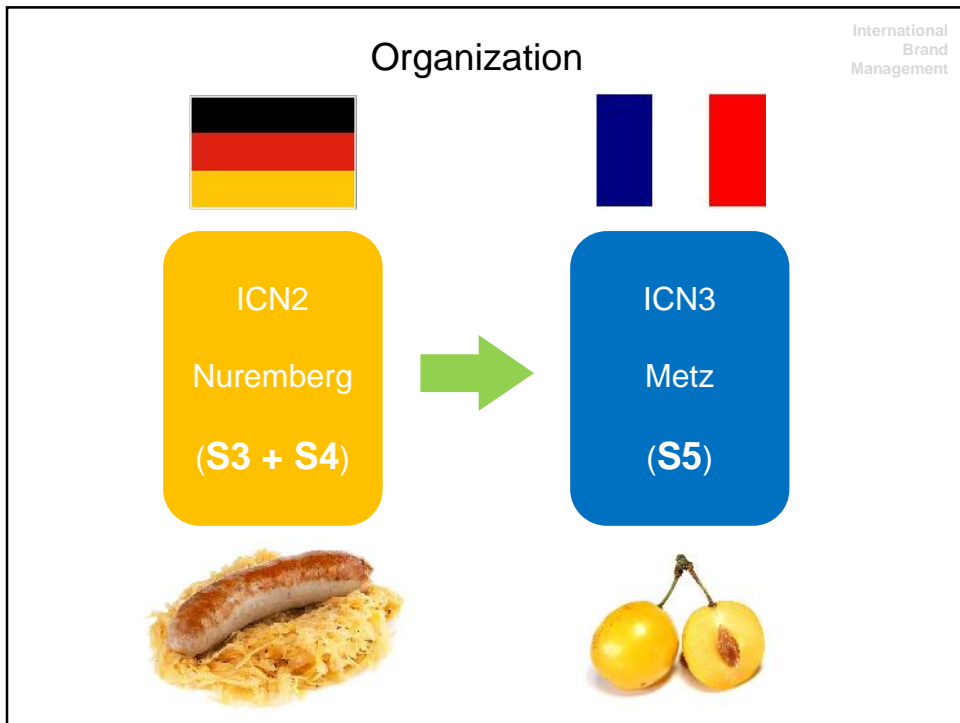 International
Brand
Management
Organization
ICN2
Nuremberg
(S3 + S4)
ICN3
Metz
(S5)